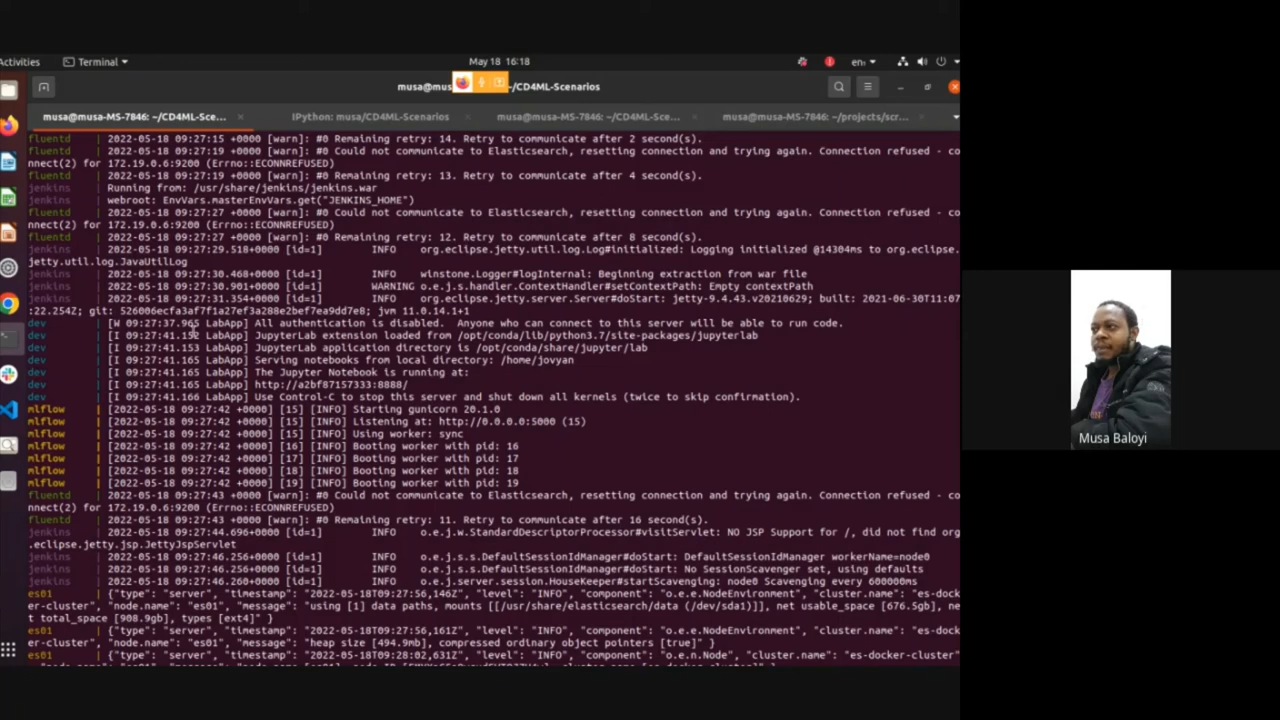 Activities
Terminal
May 18 16:18
en₁
musa@mus
~/CD4ML-Scenarios
musa@musa-MS-7846: ~/CD4ML-Sce...
IPython: musa/CD4ML-Scenarios
musa@musa-MS-7846: ~/CD4ML-Sc...
musa@musa-MS-7846: ~/projects/scr...
fluentd | 2022-05-18 09:27:15 +0000 [warn]: #0 Remaining retry: 14. Retry to communicate after 2 second(s).
fluentd | 2022-05-18 09:27:19 +0000 [warn]: #0 Could not communicate to Elasticsearch, resetting connection and trying again. Connection refused - co
nnect(2) for 172.19.0.6:9200 (Errno::ECONNREFUSED)
fluentd | 2022-05-18 09:27:19 +0000 [warn]: #0 Remaining retry: 13. Retry to communicate after 4 second(s).
jenkins | Running from: /usr/share/jenkins/jenkins.war
jenkins | webroot: EnvVars.masterEnvVars.get("JENKINS_HOME")
fluentd | 2022-05-18 09:27:27 +0000 [warn]: #0 Could not communicate to Elasticsearch, resetting connection and trying again. Connection refused - co
nnect(2) for 172.19.0.6:9200 (Errno::ECONNREFUSED)
fluentd | 2022-05-18 09:27:27 +0000 [warn]: #0 Remaining retry: 12. Retry to communicate after 8 second(s).
jenkins | 2022-05-18 09:27:29.518+0000 [id=1] INFO org.eclipse.jetty.util.log.Log#initialized: Logging initialized @14304ms to org.eclipse.
jetty.util.log.JavaUtilLog
jenkins | 2022-05-18 09:27:30.468+0000 [id=1] INFO winstone.Logger#logInternal: Beginning extraction from war file
jenkins | 2022-05-18 09:27:30.901+0000 [id=1] WARNING o.e.j.s.handler.ContextHandler#setContextPath: Empty contextPath
jenkins | 2022-05-18 09:27:31.354+0000 [id=1] INFO org.eclipse.jetty.server.Server#doStart: jetty-9.4.43.v20210629; built: 2021-06-30T11:07
:22.254Z; git: 526006ecfa3af7f1a27ef3a288e2bef7ea9dd7e8; jvm 11.0.14.1+1
dev | [W 09:27:37.965 LabApp] All authentication is disabled.  Anyone who can connect to this server will be able to run code.
dev | [I 09:27:41.152 LabApp] JupyterLab extension loaded from /opt/conda/lib/python3.7/site-packages/jupyterlab
dev | [I 09:27:41.153 LabApp] JupyterLab application directory is /opt/conda/share/jupyter/lab
dev | [I 09:27:41.165 LabApp] Serving notebooks from local directory: /home/jovyan
dev | [I 09:27:41.165 LabApp] The Jupyter Notebook is running at:
dev | [I 09:27:41.165 LabApp] http://a2bf87157333:8888/
dev | [I 09:27:41.166 LabApp] Use Control-C to stop this server and shut down all kernels (twice to skip confirmation).
mlflow | [2022-05-18 09:27:42 +0000] [15] [INFO] Starting gunicorn 20.1.0
mlflow | [2022-05-18 09:27:42 +0000] [15] [INFO] Listening at: http://0.0.0.0:5000 (15)
mlflow | [2022-05-18 09:27:42 +0000] [15] [INFO] Using worker: sync
mlflow | [2022-05-18 09:27:42 +0000] [16] [INFO] Booting worker with pid: 16
mlflow | [2022-05-18 09:27:42 +0000] [17] [INFO] Booting worker with pid: 17
mlflow | [2022-05-18 09:27:42 +0000] [18] [INFO] Booting worker with pid: 18
mlflow | [2022-05-18 09:27:42 +0000] [19] [INFO] Booting worker with pid: 19
fluentd | 2022-05-18 09:27:43 +0000 [warn]: #0 Could not communicate to Elasticsearch, resetting connection and trying again. Connection refused - co
nnect(2) for 172.19.0.6:9200 (Errno::ECONNREFUSED)
fluentd | 2022-05-18 09:27:43 +0000 [warn]: #0 Remaining retry: 11. Retry to communicate after 16 second(s).
jenkins | 2022-05-18 09:27:44.696+0000 [id=1] INFO o.e.j.w.StandardDescriptorProcessor#visitServlet: NO JSP Support for /, did not find org
.eclipse.jetty.jsp.JettyJspServlet
jenkins | 2022-05-18 09:27:46.256+0000 [id=1] INFO o.e.j.s.s.DefaultSessionIdManager#doStart: DefaultSessionIdManager workerName=node0
jenkins | 2022-05-18 09:27:46.256+0000 [id=1] INFO o.e.j.s.s.DefaultSessionIdManager#doStart: No SessionScavenger set, using defaults
jenkins | 2022-05-18 09:27:46.260+0000 [id=1] INFO o.e.j.server.session.HouseKeeper#startScavenging: node0 Scavenging every 600000ms
es01 | {"type": "server", "timestamp": "2022-05-18T09:27:56,146Z", "level": "INFO", "component": "o.e.e.NodeEnvironment", "cluster.name": "es-dock
er-cluster", "node.name": "es01", "message": "using [1] data paths, mounts [[/usr/share/elasticsearch/data (/dev/sda1)]], net usable_space [676.5gb], ne
t total_space [908.9gb], types [ext4]" }
es01 | {"type": "server", "timestamp": "2022-05-18T09:27:56,161Z", "level": "INFO", "component": "o.e.e.NodeEnvironment", "cluster.name": "es-dock
er-cluster", "node.name": "es01", "message": "heap size [494.9mb], compressed ordinary object pointers [true]" }
es01 | {"type": "server", "timestamp": "2022-05-18T09:28:02,631Z", "level": "INFO", "component": "o.e.n.Node", "cluster.name": "es-docker
Musa Baloyi